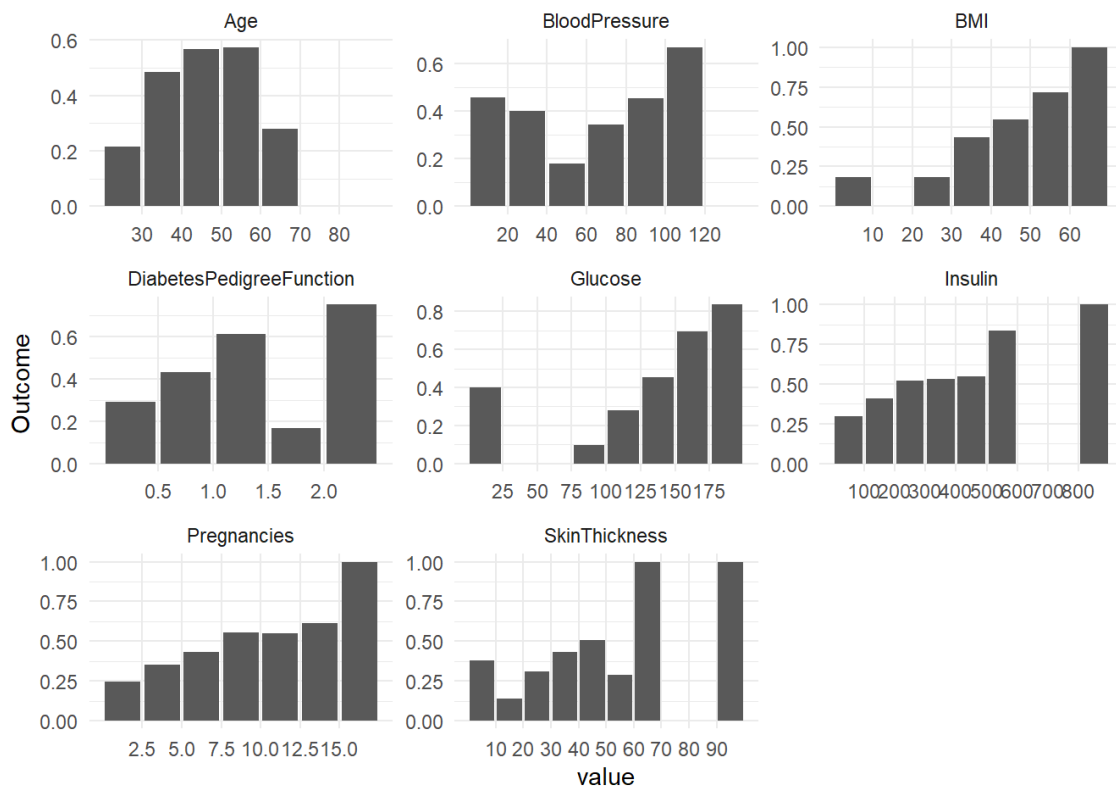 Age
0.6
0.4
0.2
0.0
30 40 50 60 70 80
BloodPressure
0.6
0.4
0.2
0.0
20 40 60 80 100 120
BMI
1.00
0.75
0.50
0.25
0.00
10 20 30 40 50 60
DiabetesPedigreeFunction
0.6
0.4
0.2
0.0
0.5 1.0 1.5 2.0
Glucose
0.8
0.6
0.4
0.2
0.0
25 50 75 100 125 150 175
Insulin
1.00
0.75
0.50
0.25
0.00
100 200 300 400 500 600 700 800
Pregnancies
1.00
0.75
0.50
0.25
0.00
2.5 5.0 7.5 10.0 12.5 15.0
SkinThickness
1.00
0.75
0.50
0.25
0.00
10 20 30 40 50 60 70 80 90
Outcome
value